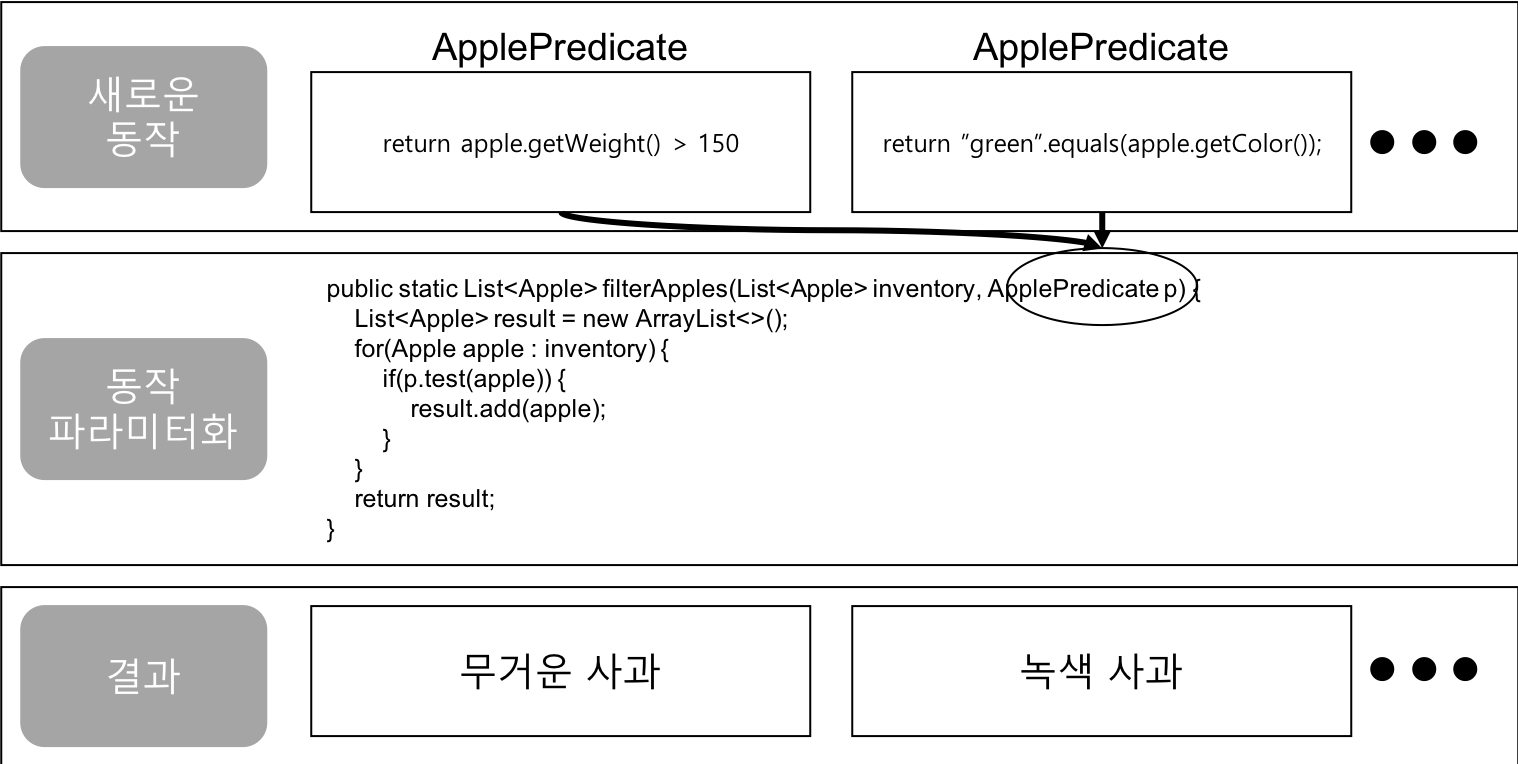 새로운
동작
ApplePredicate
return apple.getWeight() > 150
ApplePredicate
return ”green”.equals(apple.getColor());
동작
파라미터화
public static List<Apple> filterApples(List<Apple> inventory, ApplePredicate p) {
List<Apple> result = new ArrayList<>();
for(Apple apple : inventory) {
if(p.test(apple)) {
result.add(apple);
}
}
return result;
}
결과
무거운 사과
녹색 사과